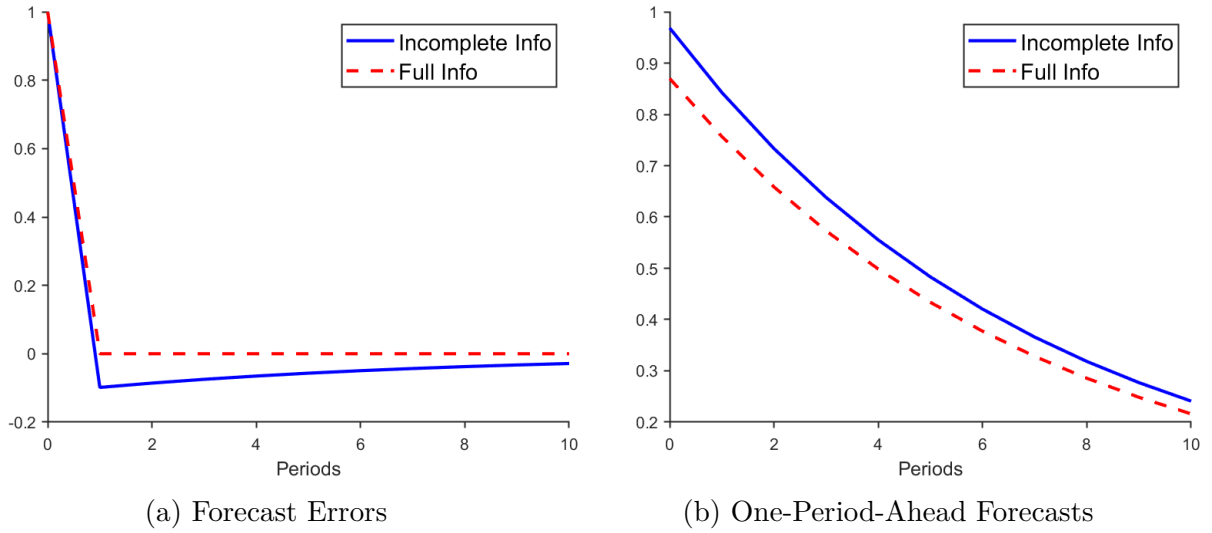 1
0.8
0.6
0.4
0.2
0
-0.2
0 2 4 6 8 10
Periods
Incomplete Info
Full Info
(a) Forecast Errors
1
0.9
0.8
0.7
0.6
0.5
0.4
0.3
0.2
0 2 4 6 8 10
Periods
Incomplete Info
Full Info
(b) One-Period-Ahead Forecasts